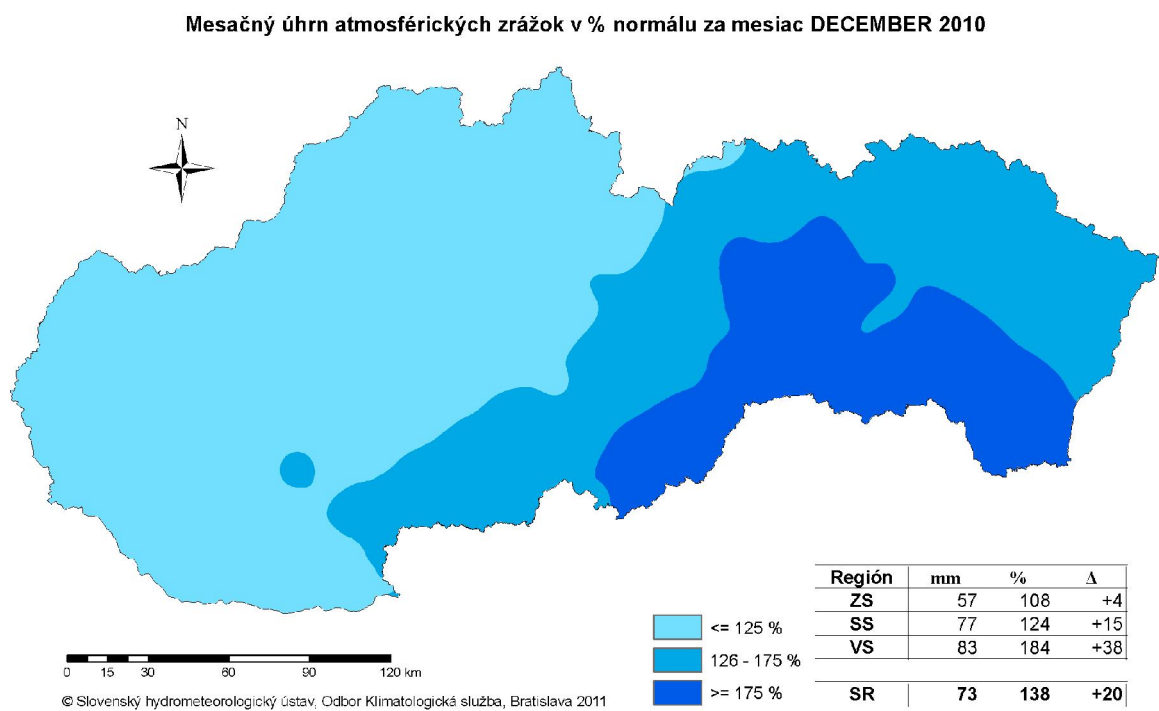 Mesačný úhrn atmosférických zrážok v % normálu za mesiac DECEMBER 2010
N
Región mm % Δ
ZS 57 108 +4
SS 77 124 +15
VS 83 184 +38
SR 73 138 +20
<= 125 %
126 - 175 %
>= 175 %
0 15 30 60 90 120 km
© Slovenský hydrometeorologický ústav, Odbor Klimatologická služba, Bratislava 2011